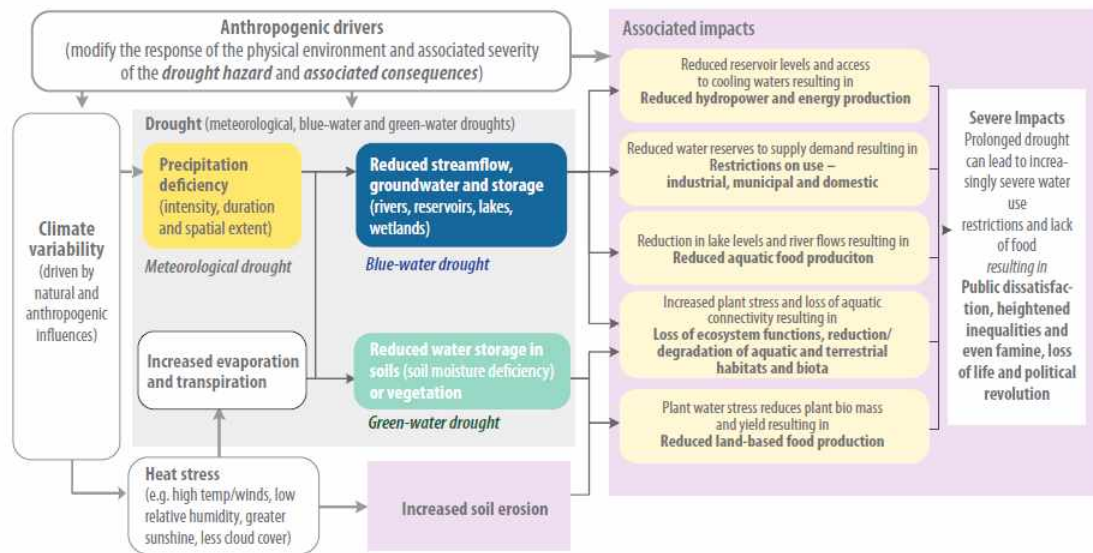 Anthropogenic drivers
(modify the response of the physical environment and associated severity
of the drought hazard and associated consequences)
Associated impacts
Drought (meteorological, blue-water and green-water droughts)
Climate
variability
(driven by
natural and
anthropogenic
influences)
Precipitation
deficiency
(intensity, duration
and spatial extent)
Meteorological drought
Reduced streamflow,
groundwater and storage
(rivers, reservoirs, lakes,
wetlands)
Blue-water drought
Increased evaporation
and transpiration
Reduced water storage in
soils (soil moisture deficiency)
or vegetation
Green-water drought
Heat stress
(e.g. high temp/winds, low
relative humidity, greater
sunshine, less cloud cover)
Increased soil erosion
Reduced reservoir levels and access
to cooling waters resulting in
Reduced hydropower and energy production
Reduced water reserves to supply demand resulting in
Restrictions on use –
industrial, municipal and domestic
Reduction in lake levels and river flows resulting in
Reduced aquatic food produciton
Increased plant stress and loss of aquatic
connectivity resulting in
Loss of ecosystem functions, reduction/
degradation of aquatic and terrestrial
habitats and biota
Plant water stress reduces plant bio mass
and yield resulting in
Reduced land-based food production
Severe Impacts
Prolonged drought
can lead to increa-
singly severe water
use
restrictions and lack
of food
resulting in
Public dissatisfac-
tion, heightened
inequalities and
even famine, loss
of life and political
revolution